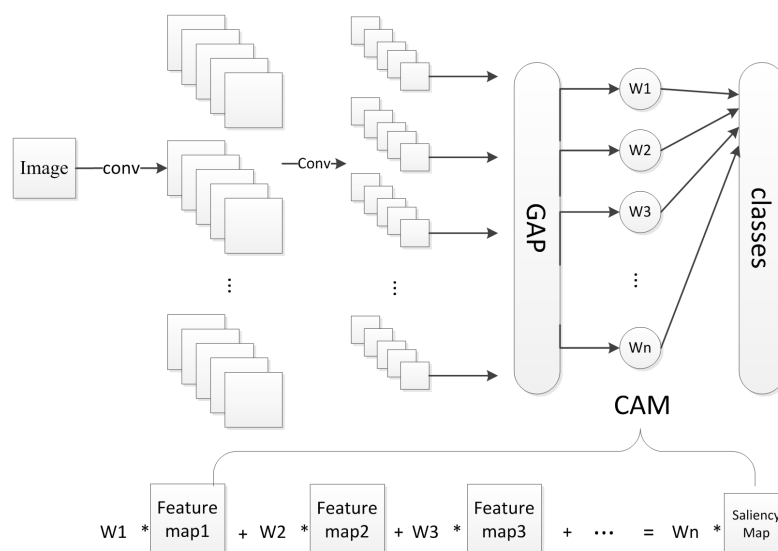 Image
conv
Conv
GAP
W1
W2
W3
...
Wn
classes
...
...
CAM
W1 * Feature map1 + W2 * Feature map2 + W3 * Feature map3 + ... = Wn * Saliency Map